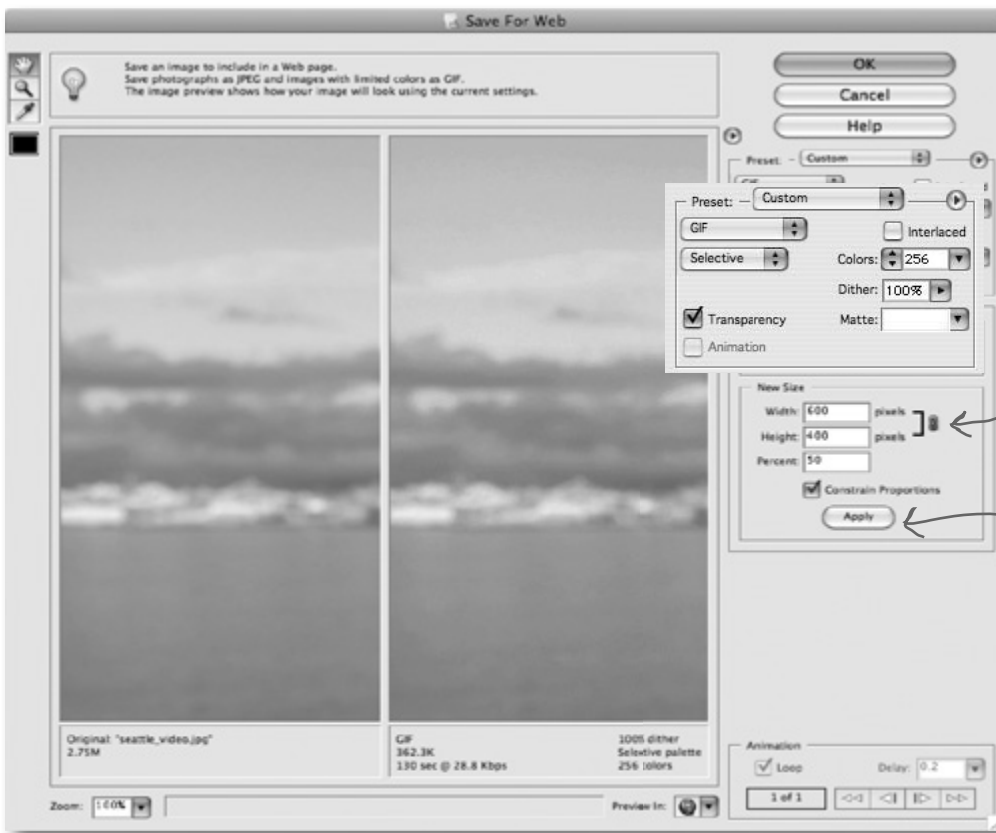 Save For Web
Save an image to include in a Web page.
Save photographs as JPEG and images with limited colors as GIF.
The image preview shows how your image will look using the current settings.
OK
Cancel
Help
Preset: Custom
Preset: Custom
GIF
Interlaced
Selective
Colors: 256
Dither: 100%
Transparency
Matte:
Animation
New Size
Width: 600 pixels
Height: 400 pixels
Percent: 50
Constrain Proportions
Apply
Original: "seattle_video.jpg"
2.75M
GIF
362.3K
130 sec @ 28.8 Kbps
100% dither
Selective palette
256 colors
Animation
Loop
Delay: 0.2
1 of 1
Zoom: 100%
Preview In: